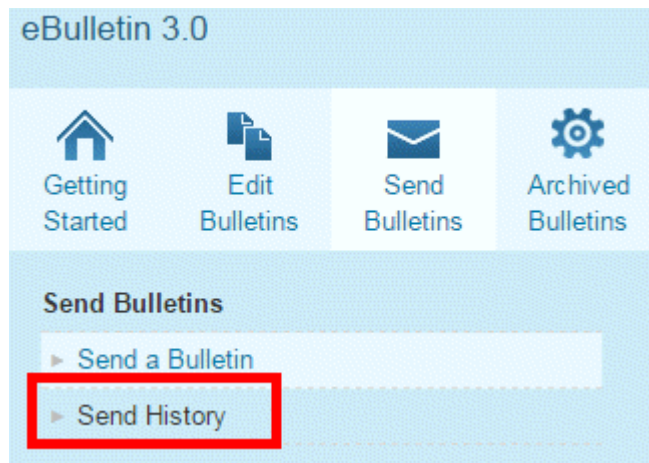 eBulletin 3.0
Getting Started
Edit Bulletins
Send Bulletins
Archived Bulletins
Send Bulletins
Send a Bulletin
Send History